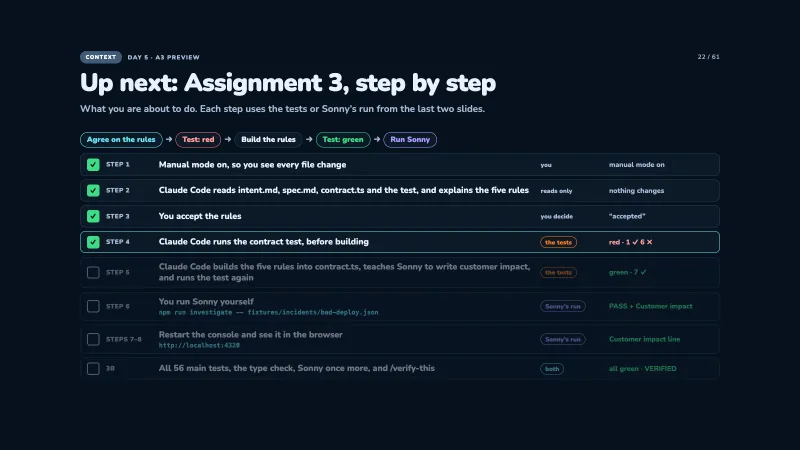 CONTEXT DAY 5 · A3 PREVIEW 22 / 61
Up next: Assignment 3, step by step
What you are about to do. Each step uses the tests or Sonny's run from the last two slides.
Agree on the rules → Test: red → Build the rules → Test: green → Run Sonny
STEP 1 Manual mode on, so you see every file change you manual mode on
STEP 2 Claude Code reads intent.md, spec.md, contract.ts and the test, and explains the five rules reads only nothing changes
STEP 3 You accept the rules you decide "accepted"
STEP 4 Claude Code runs the contract test, before building the tests red · 1 ✓ 6 ✕
STEP 5 Claude Code builds the five rules into contract.ts, teaches Sonny to write customer impact, the tests green · 7 ✓
and runs the test again
STEP 6 You run Sonny yourself Sonny's run PASS + Customer impact
npm run investigate -- fixtures/incidents/bad-deploy.json
STEPS 7–8 Restart the console and see it in the browser Sonny's run Customer impact line
http://localhost:4320
3B All 56 main tests, the type check, Sonny once more, and /verify-this both all green · VERIFIED